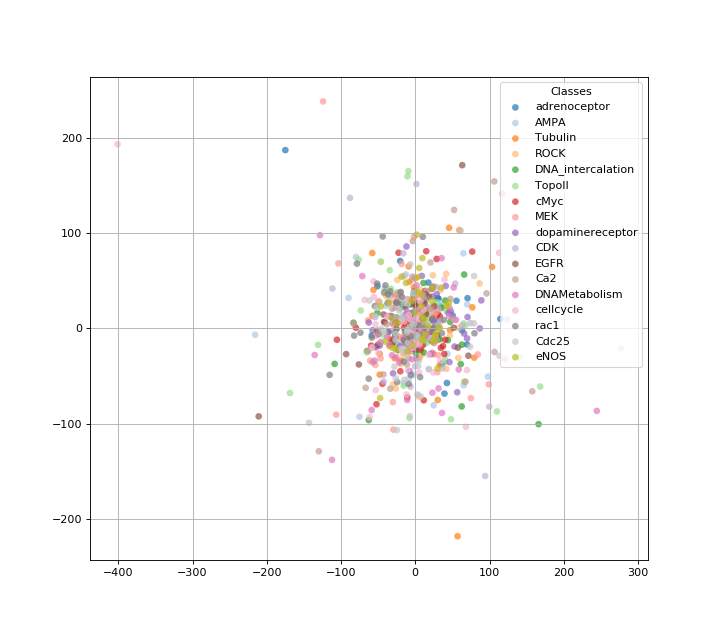 Classes
adrenoceptor
AMPA
Tubulin
ROCK
DNA_intercalation
TopoII
cMyc
MEK
dopaminereceptor
CDK
EGFR
Ca2
DNAMetabolism
cellcycle
rac1
Cdc25
eNOS
200
100
0
−100
−200
−400 −300 −200 −100 0 100 200 300